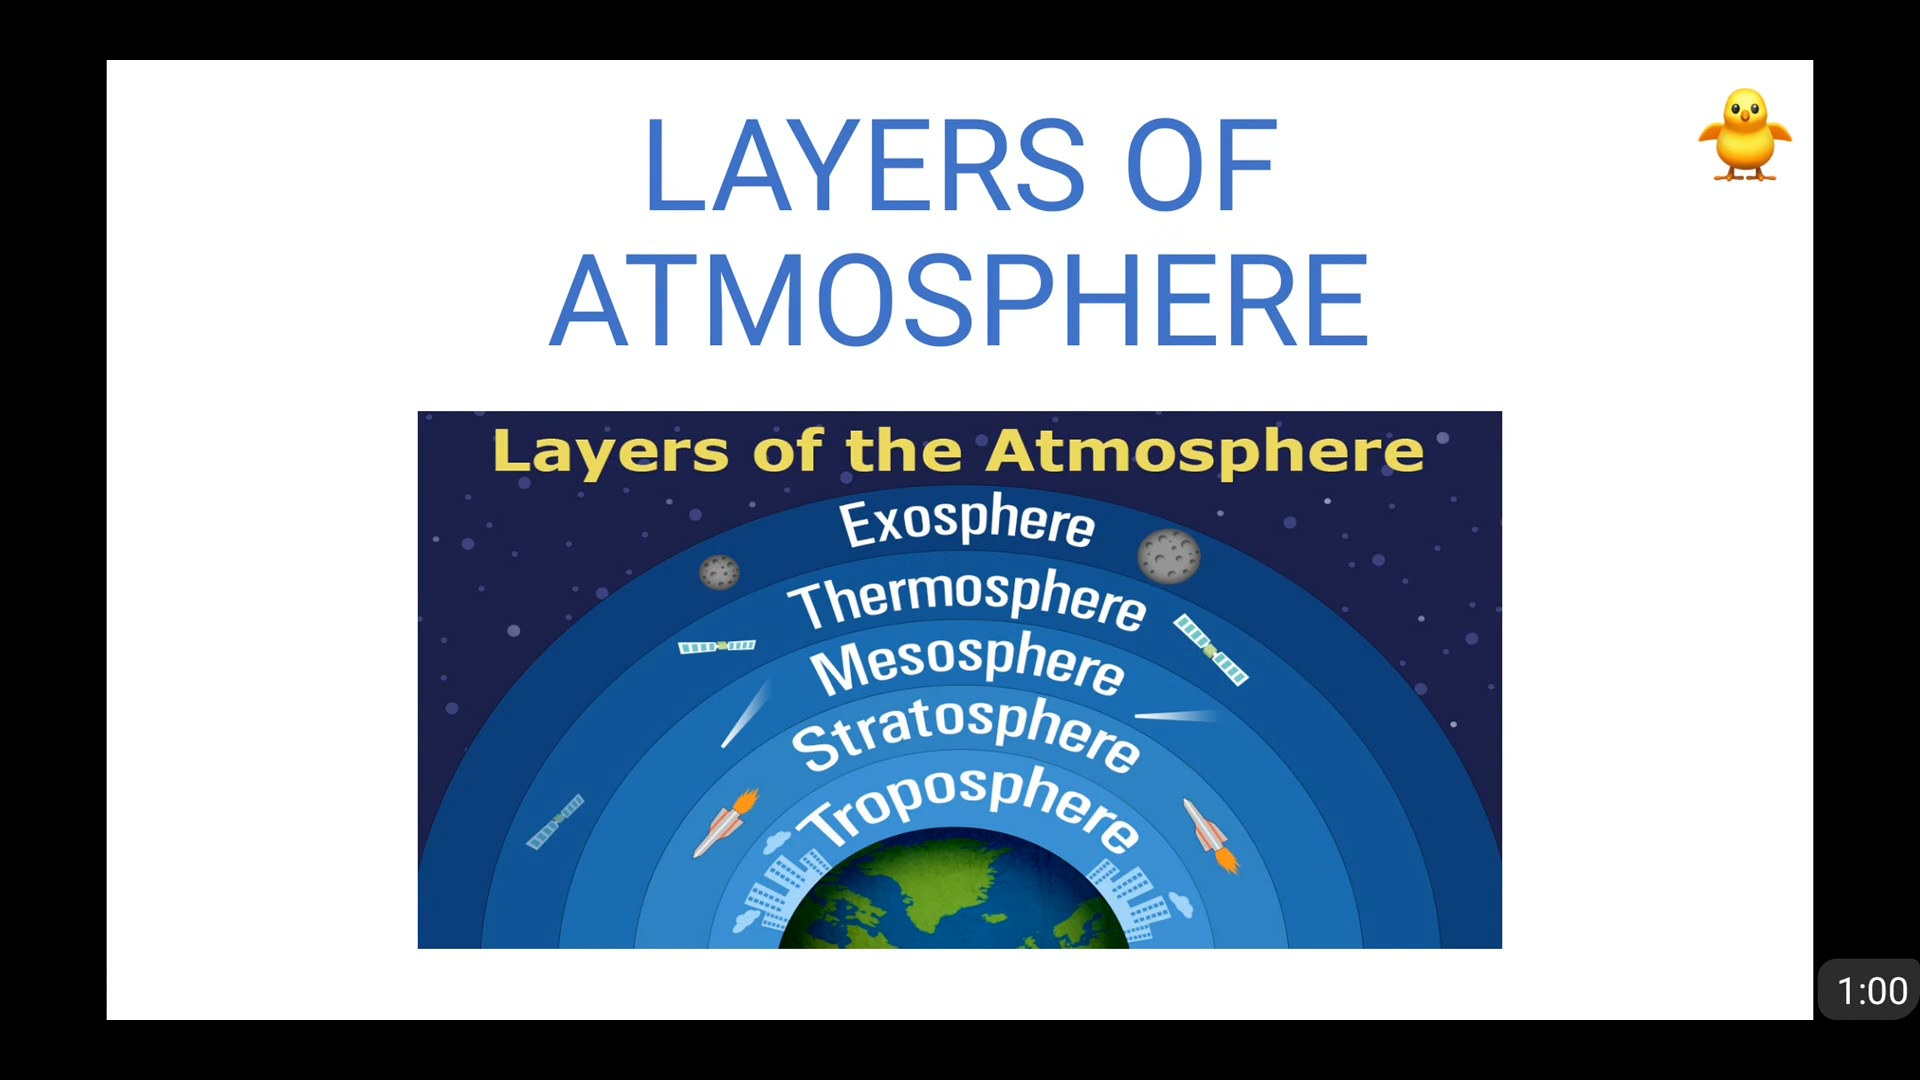 LAYERS OF
ATMOSPHERE
Layers of the Atmosphere
Exosphere
Thermosphere
Mesosphere
Stratosphere
Troposphere
1:00